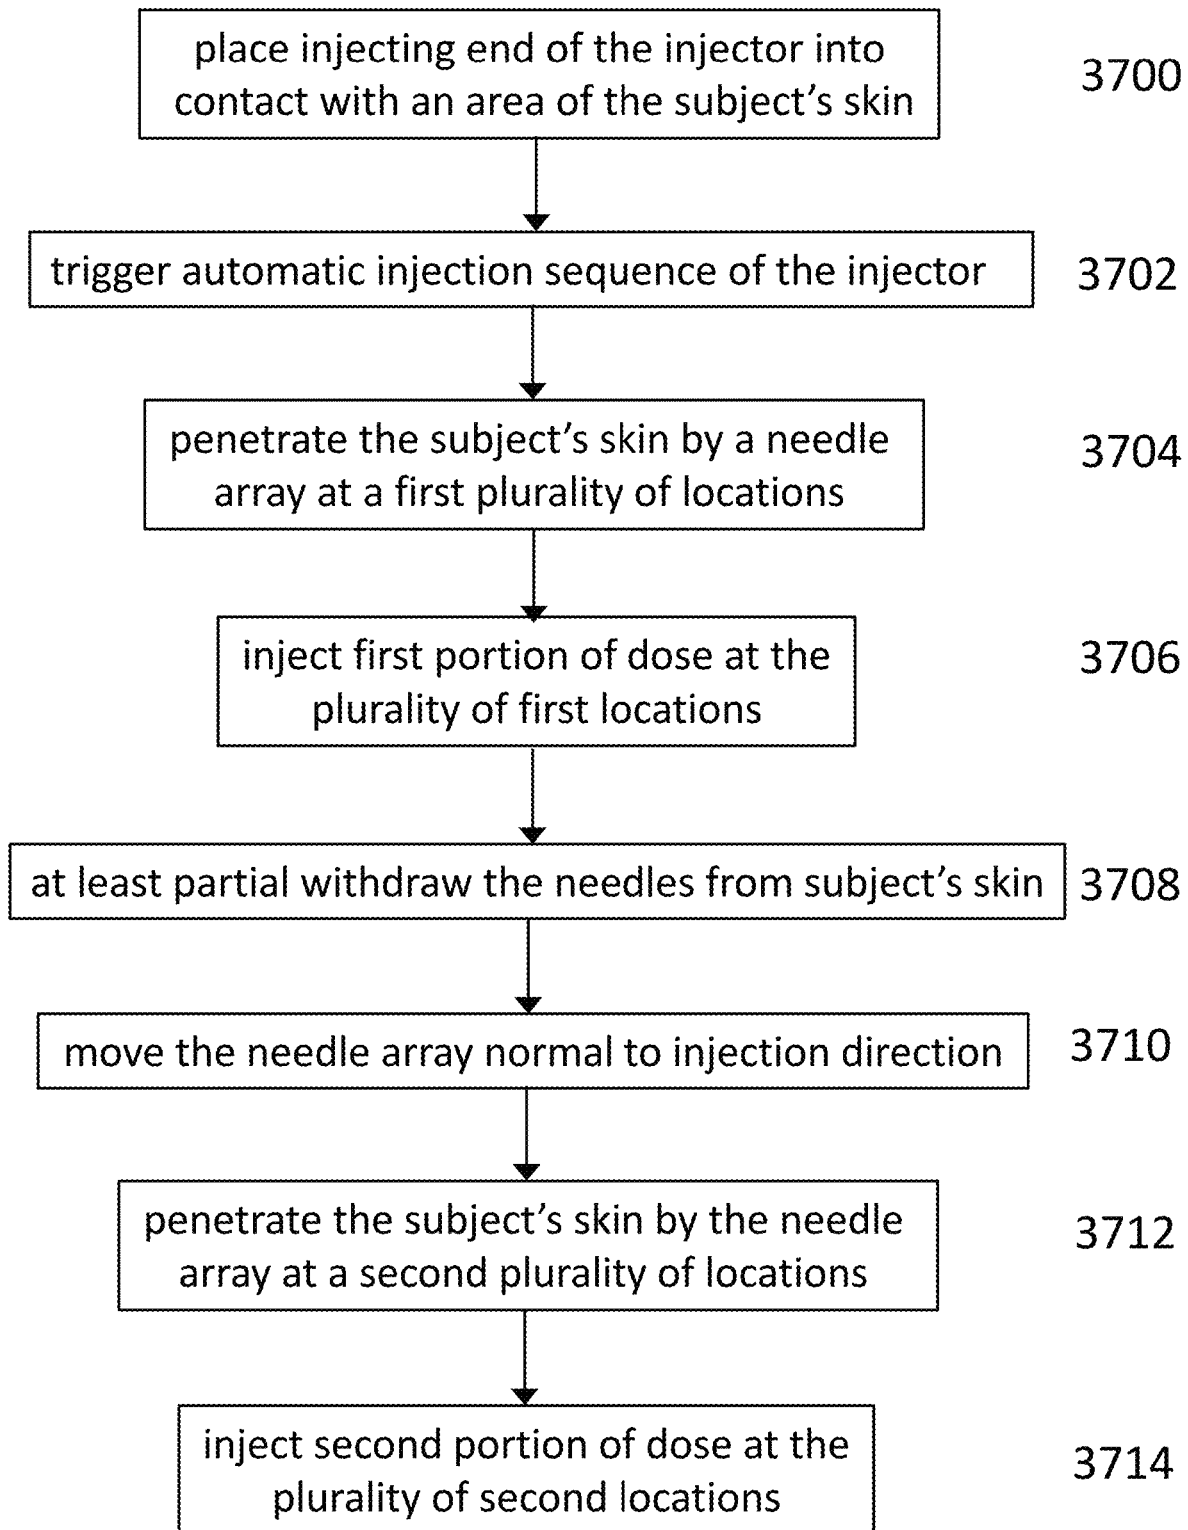 place injecting end of the injector into
contact with an area of the subject's skin
3700
trigger automatic injection sequence of the injector
3702
penetrate the subject's skin by a needle
array at a first plurality of locations
3704
inject first portion of dose at the
plurality of first locations
3706
at least partial withdraw the needles from subject's skin
3708
move the needle array normal to injection direction
3710
penetrate the subject's skin by the needle
array at a second plurality of locations
3712
inject second portion of dose at the
plurality of second locations
3714